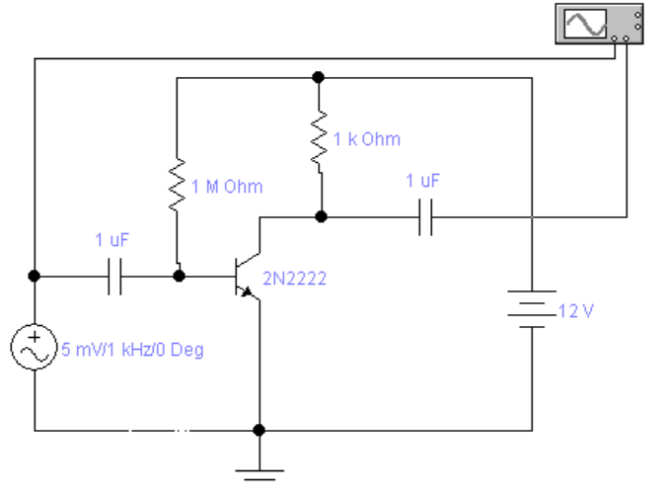 1 k Ohm
1 M Ohm
1 uF
1 uF
2N2222
12 V
5 mV/1 kHz/0 Deg